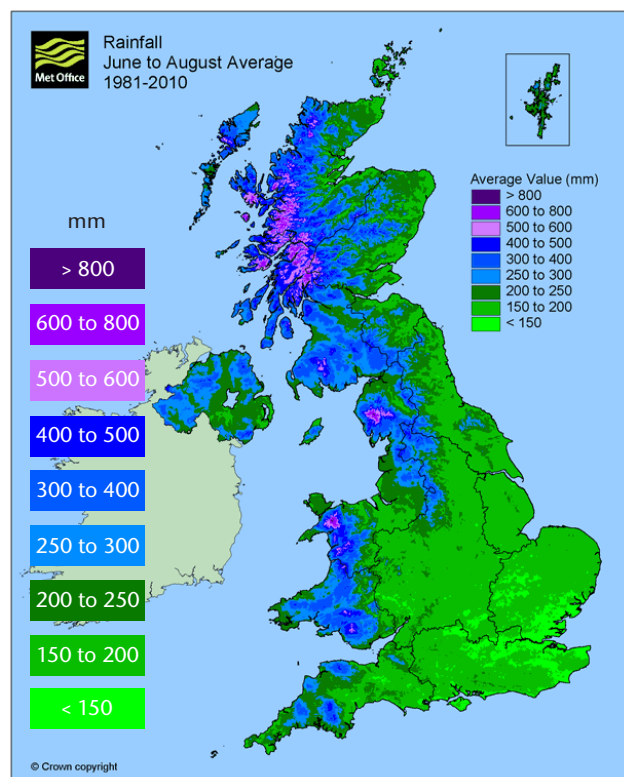 Met Office
Rainfall
June to August Average
1981-2010
Average Value (mm)
> 800
600 to 800
500 to 600
400 to 500
300 to 400
250 to 300
200 to 250
150 to 200
< 150
mm
> 800
600 to 800
500 to 600
400 to 500
300 to 400
250 to 300
200 to 250
150 to 200
< 150
© Crown copyright